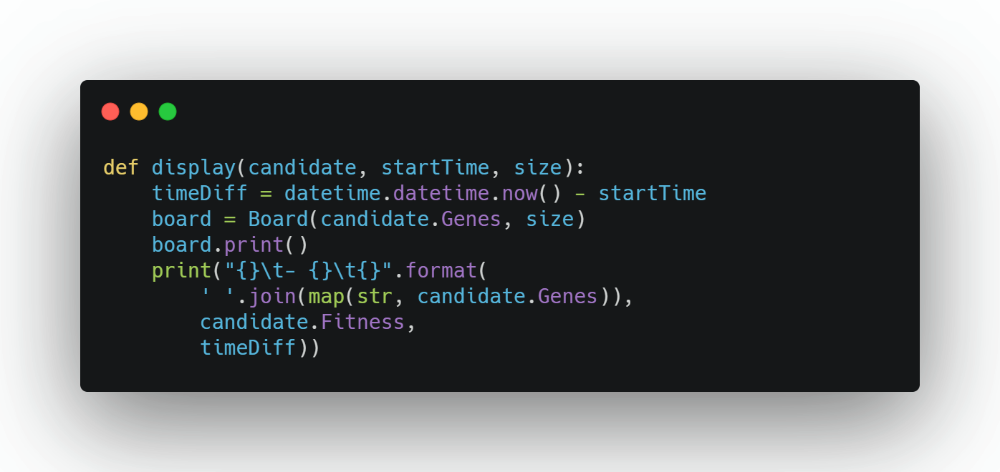 def display(candidate, startTime, size):
    timeDiff = datetime.datetime.now() - startTime
    board = Board(candidate.Genes, size)
    board.print()
    print("{}\t- {}\t{}".format(
        ' '.join(map(str, candidate.Genes)),
        candidate.Fitness,
        timeDiff))